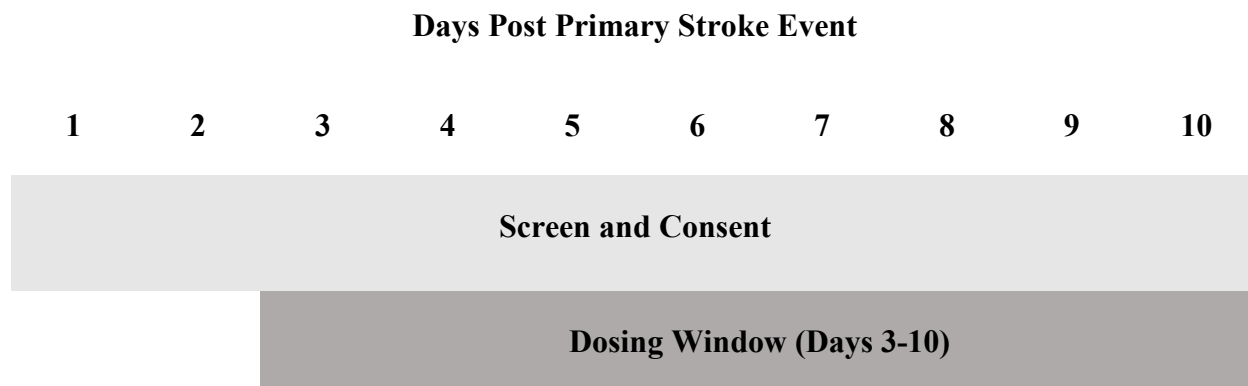 Days Post Primary Stroke Event
1 2 3 4 5 6 7 8 9 10
Screen and Consent
Dosing Window (Days 3-10)